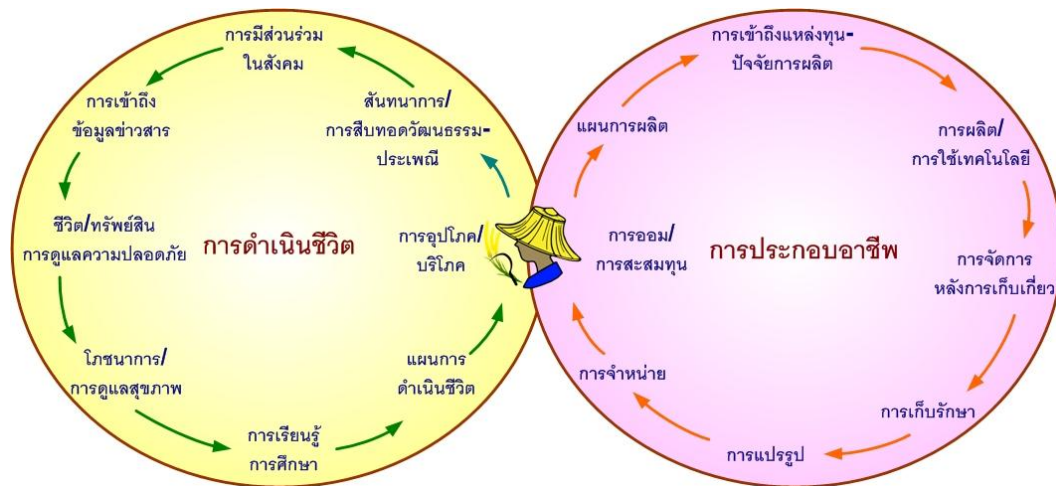 การมีส่วนร่วม
ในสังคม
การเข้าถึง
ข้อมูลข่าวสาร
สันทนาการ/
การสืบทอดวัฒนธรรม-
ประเพณี
ชีวิต/ทรัพย์สิน
การดูแลความปลอดภัย
การดำเนินชีวิต
การอุปโภค/
บริโภค
โภชนาการ/
การดูแลสุขภาพ
แผนการ
ดำเนินชีวิต
การเรียนรู้
การศึกษา
การเข้าถึงแหล่งทุน-
ปัจจัยการผลิต
แผนการผลิต
การผลิต/
การใช้เทคโนโลยี
การออม/
การสะสมทุน
การประกอบอาชีพ
การจัดการ
หลังการเก็บเกี่ยว
การจำหน่าย
การเก็บรักษา
การแปรรูป